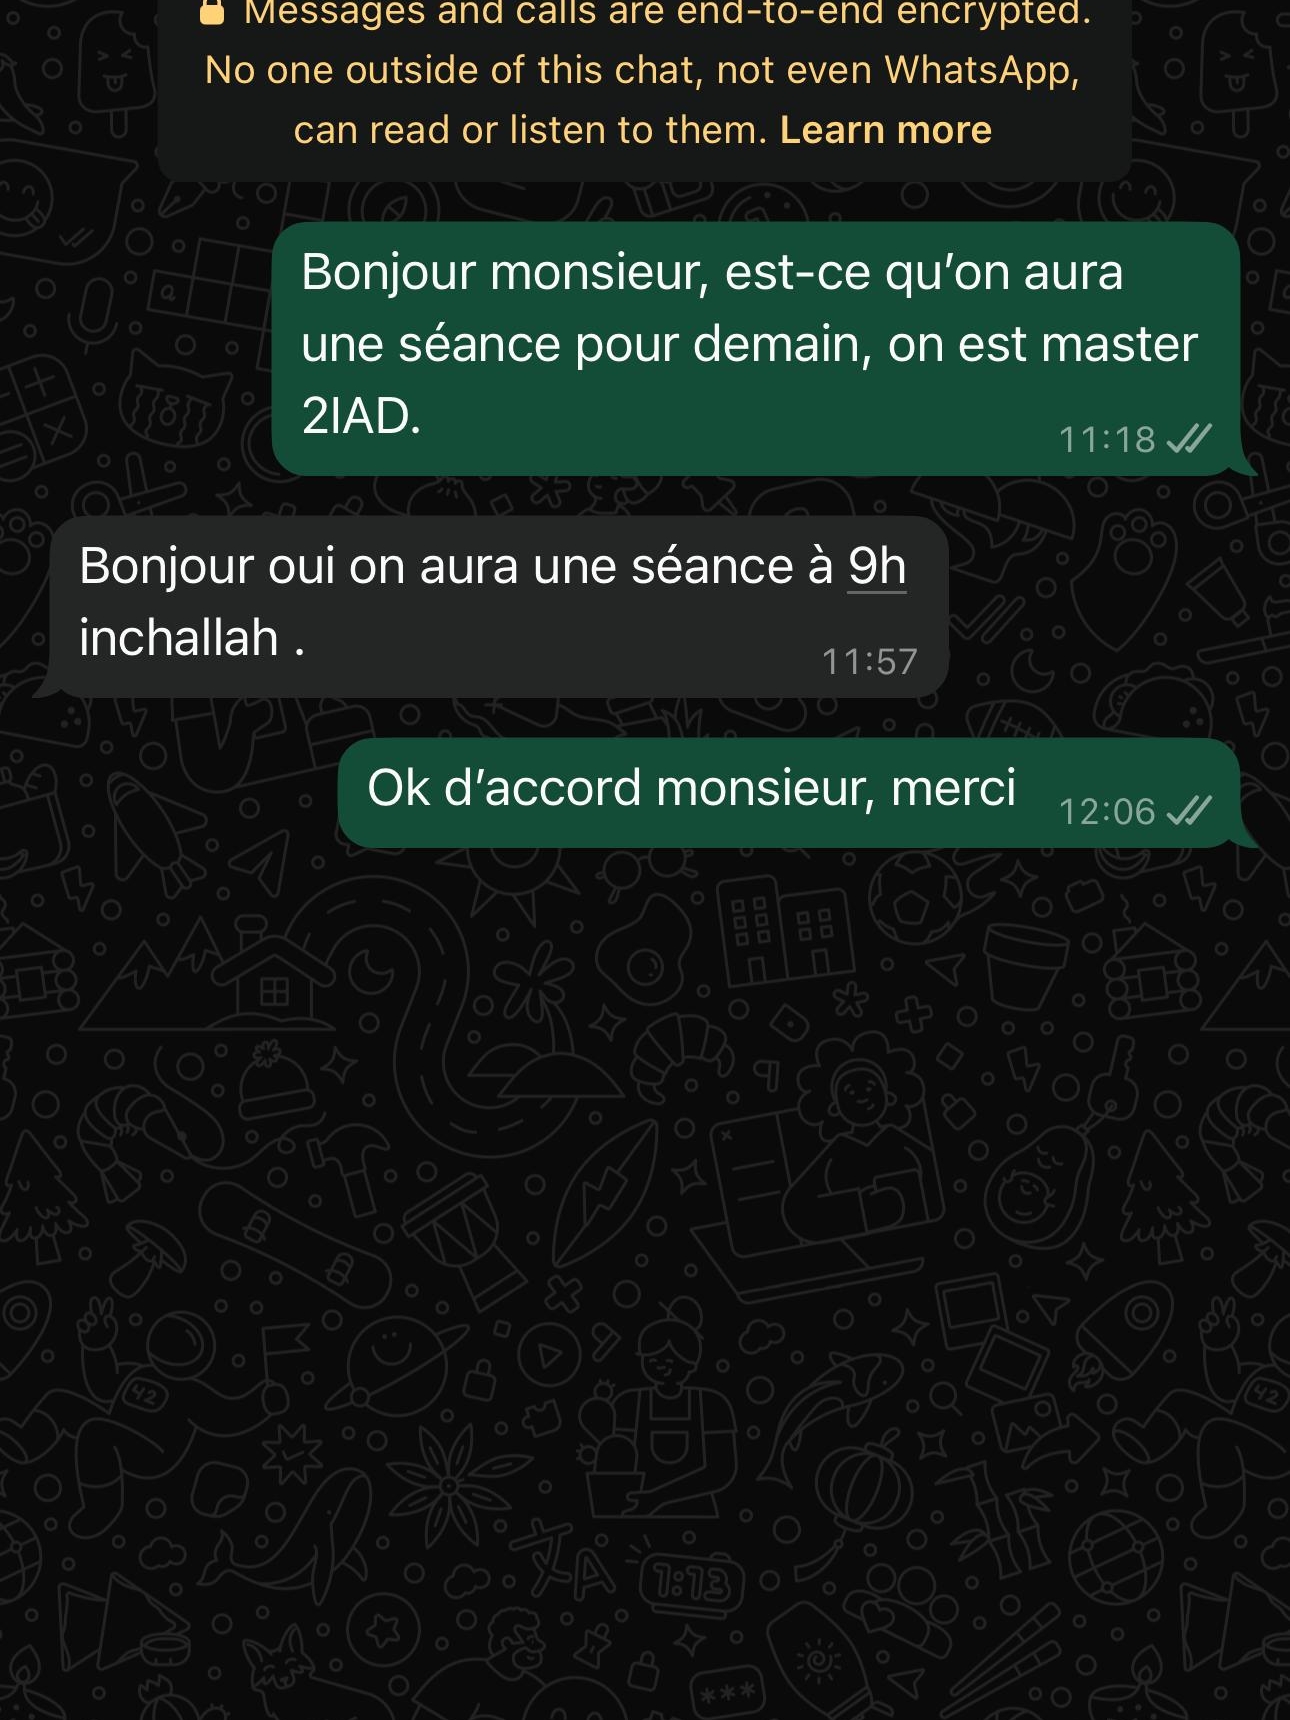 Messages and calls are end-to-end encrypted.
No one outside of this chat, not even WhatsApp,
can read or listen to them. Learn more
Bonjour monsieur, est-ce qu’on aura
une séance pour demain, on est master
2IAD.
11:18
Bonjour oui on aura une séance à 9h
inchallah .
11:57
Ok d’accord monsieur, merci
12:06